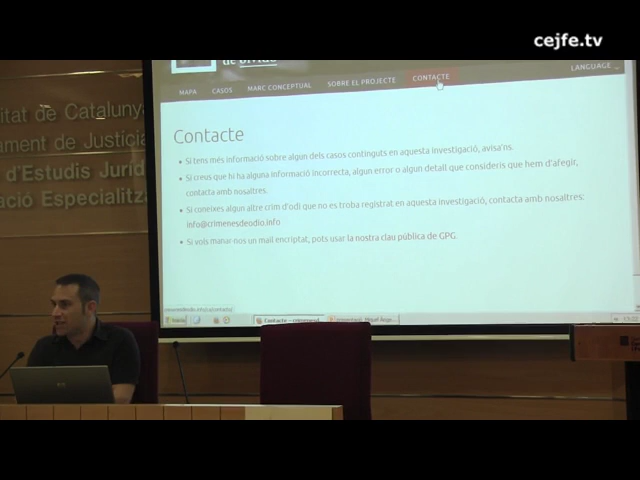 cejfe.tv
itat de Catalunya
ament de Justícia
d'Estudis Juríd
ació Especialitza
MAPA CASOS MARC CONCEPTUAL SOBRE EL PROJECTE CONTACTE LANGUAGE
Contacte
Si tens més informació sobre algun dels casos continguts en aquesta investigació, avisa'ns.
Si creus que hi ha alguna informació incorrecta, algun error o algun detall que consideris que hem d'afegir,
contacta amb nosaltres.
Si coneixes algun altre crim d'odi que no es troba registrat en aquesta investigació, contacta amb nosaltres:
info@crimenesdeodio.info
Si vols manar-nos un mail encriptat, pots usar la nostra clau pública de GPG.